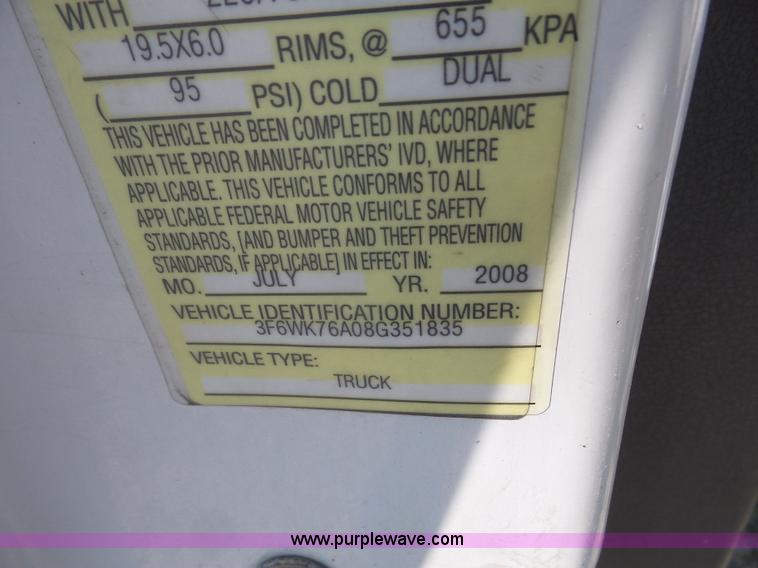 WITH
19.5X6.0 RIMS, @ 655 KPA
( 95 PSI) COLD DUAL
THIS VEHICLE HAS BEEN COMPLETED IN ACCORDANCE
WITH THE PRIOR MANUFACTURERS' IVD, WHERE
APPLICABLE. THIS VEHICLE CONFORMS TO ALL
APPLICABLE FEDERAL MOTOR VEHICLE SAFETY
STANDARDS, [AND BUMPER AND THEFT PREVENTION
STANDARDS, IF APPLICABLE] IN EFFECT IN:
MO. JULY YR. 2008
VEHICLE IDENTIFICATION NUMBER:
3F6WK76A08G351835
VEHICLE TYPE:
TRUCK
www.purplewave.com